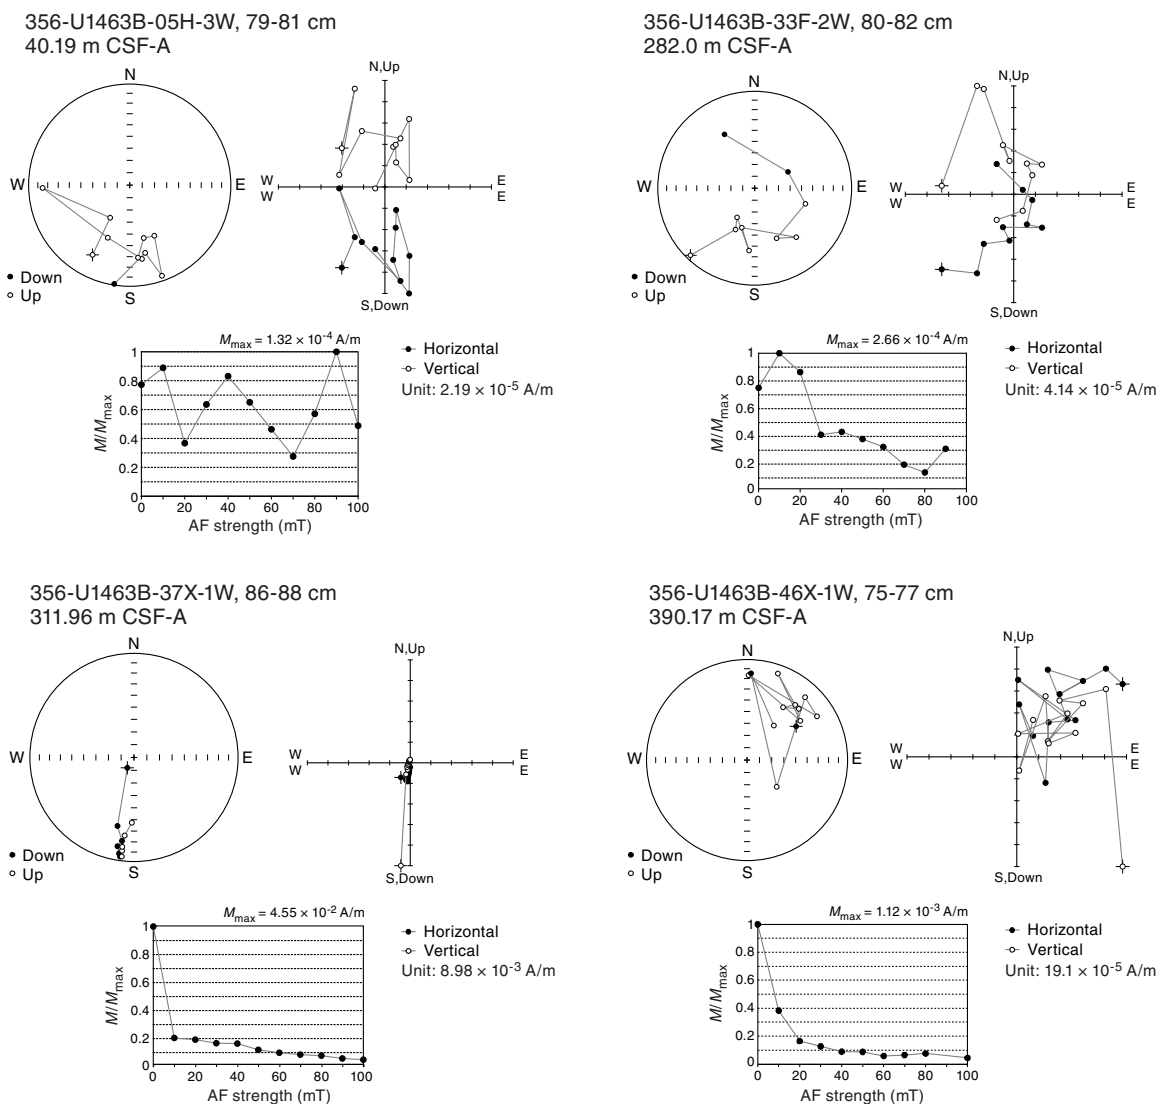 356-U1463B-05H-3W, 79-81 cm
40.19 m CSF-A
N
W
E
S
Down
Up
N,Up
W
W
E
E
S,Down
M/Mmax
Mmax = 1.32 × 10-4 A/m
1
0.8
0.6
0.4
0.2
0
0 20 40 60 80 100
AF strength (mT)
Horizontal
Vertical
Unit: 2.19 × 10-5 A/m
356-U1463B-33F-2W, 80-82 cm
282.0 m CSF-A
N
W
E
S
Down
Up
N,Up
W
W
E
E
S,Down
M/Mmax
Mmax = 2.66 × 10-4 A/m
1
0.8
0.6
0.4
0.2
0
0 20 40 60 80 100
AF strength (mT)
Horizontal
Vertical
Unit: 4.14 × 10-5 A/m
356-U1463B-37X-1W, 86-88 cm
311.96 m CSF-A
N
W
E
S
Down
Up
N,Up
W
W
E
E
S,Down
M/Mmax
Mmax = 4.55 × 10-2 A/m
1
0.8
0.6
0.4
0.2
0
0 20 40 60 80 100
AF strength (mT)
Horizontal
Vertical
Unit: 8.98 × 10-3 A/m
356-U1463B-46X-1W, 75-77 cm
390.17 m CSF-A
N
W
E
S
Down
Up
N,Up
W
W
E
E
S,Down
M/Mmax
Mmax = 1.12 × 10-3 A/m
1
0.8
0.6
0.4
0.2
0
0 20 40 60 80 100
AF strength (mT)
Horizontal
Vertical
Unit: 19.1 × 10-5 A/m